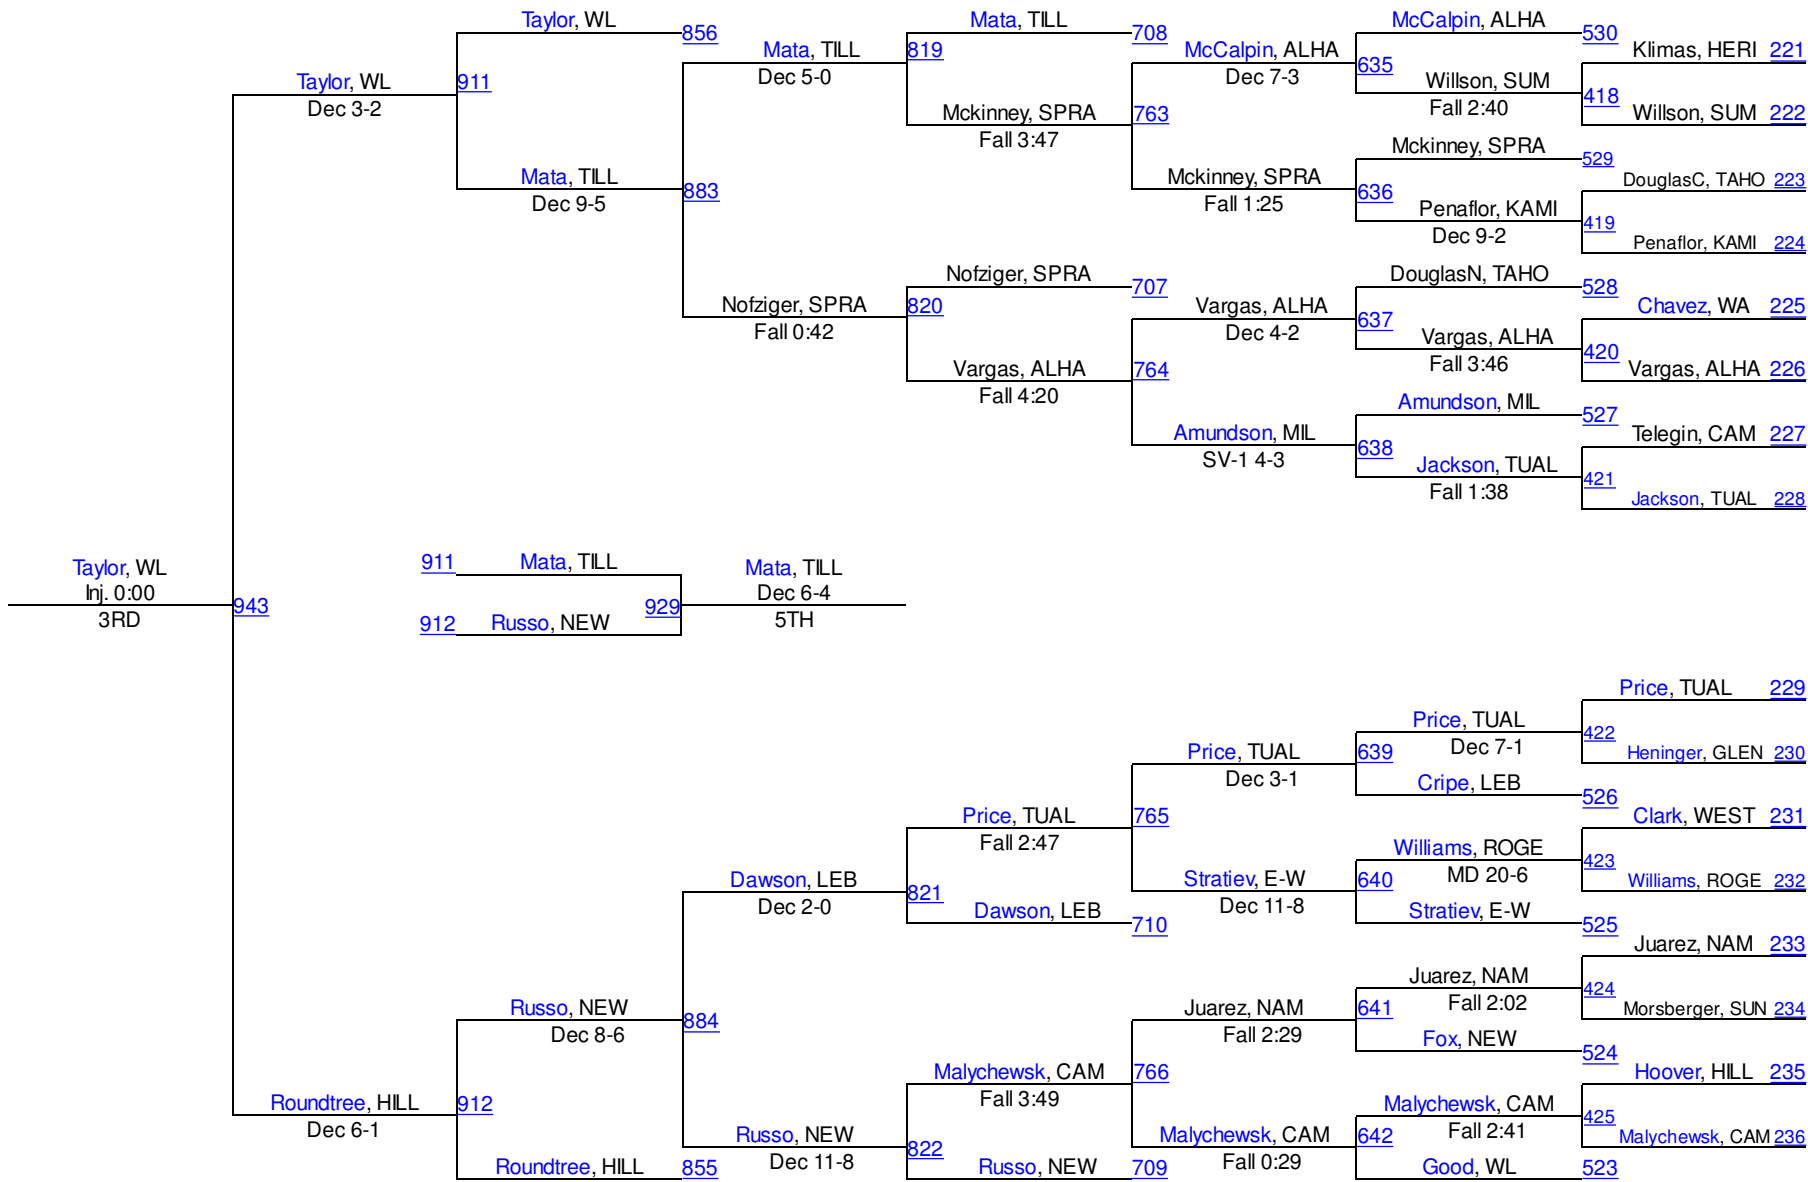 Taylor, WL
856
Mata, TILL
708
McCalpin, ALHA
530
Klimas, HERI 221
Mata, TILL
819
McCalpin, ALHA
635
Taylor, WL
911
Dec 5-0
Dec 7-3
Willson, SUM
418
Dec 3-2
Mckinney, SPRA
763
Fall 2:40
Willson, SUM 222
Fall 3:47
Mckinney, SPRA
529
Mata, TILL
883
Mckinney, SPRA
636
DouglasC, TAHO 223
Dec 9-5
Fall 1:25
Penaflor, KAMI
419
Dec 9-2
Penaflor, KAMI 224
Nofziger, SPRA
707
DouglasN, TAHO
528
Nofziger, SPRA
820
Vargas, ALHA
637
Chavez, WA 225
Fall 0:42
Dec 4-2
Vargas, ALHA
420
Vargas, ALHA
764
Fall 3:46
Vargas, ALHA 226
Fall 4:20
Amundson, MIL
527
Amundson, MIL
638
Telegin, CAM 227
SV-1 4-3
Jackson, TUAL
421
Fall 1:38
Jackson, TUAL 228
Taylor, WL
911
Mata, TILL
Mata, TILL
Inj. 0:00
943
929
Dec 6-4
3RD
912
Russo, NEW
5TH
Price, TUAL 229
Price, TUAL
422
Price, TUAL
639
Dec 7-1
Heninger, GLEN 230
Dec 3-1
Cripe, LEB
526
Price, TUAL
765
Clark, WEST 231
Fall 2:47
Williams, ROGE
423
Dawson, LEB
821
Stratiev, E-W
640
MD 20-6
Williams, ROGE 232
Dec 2-0
Dawson, LEB
710
Dec 11-8
Stratiev, E-W
525
Juarez, NAM 233
Juarez, NAM
424
Russo, NEW
884
Juarez, NAM
641
Fall 2:02
Morsberger, SUN 234
Dec 8-6
Fall 2:29
Fox, NEW
524
Malychewsk, CAM
766
Hoover, HILL 235
Roundtree, HILL
912
Fall 3:49
Malychewsk, CAM
425
Dec 6-1
Russo, NEW
822
Malychewsk, CAM
642
Fall 2:41
Malychewsk, CAM 236
Roundtree, HILL
855
Dec 11-8
Russo, NEW
709
Fall 0:29
Good, WL
523